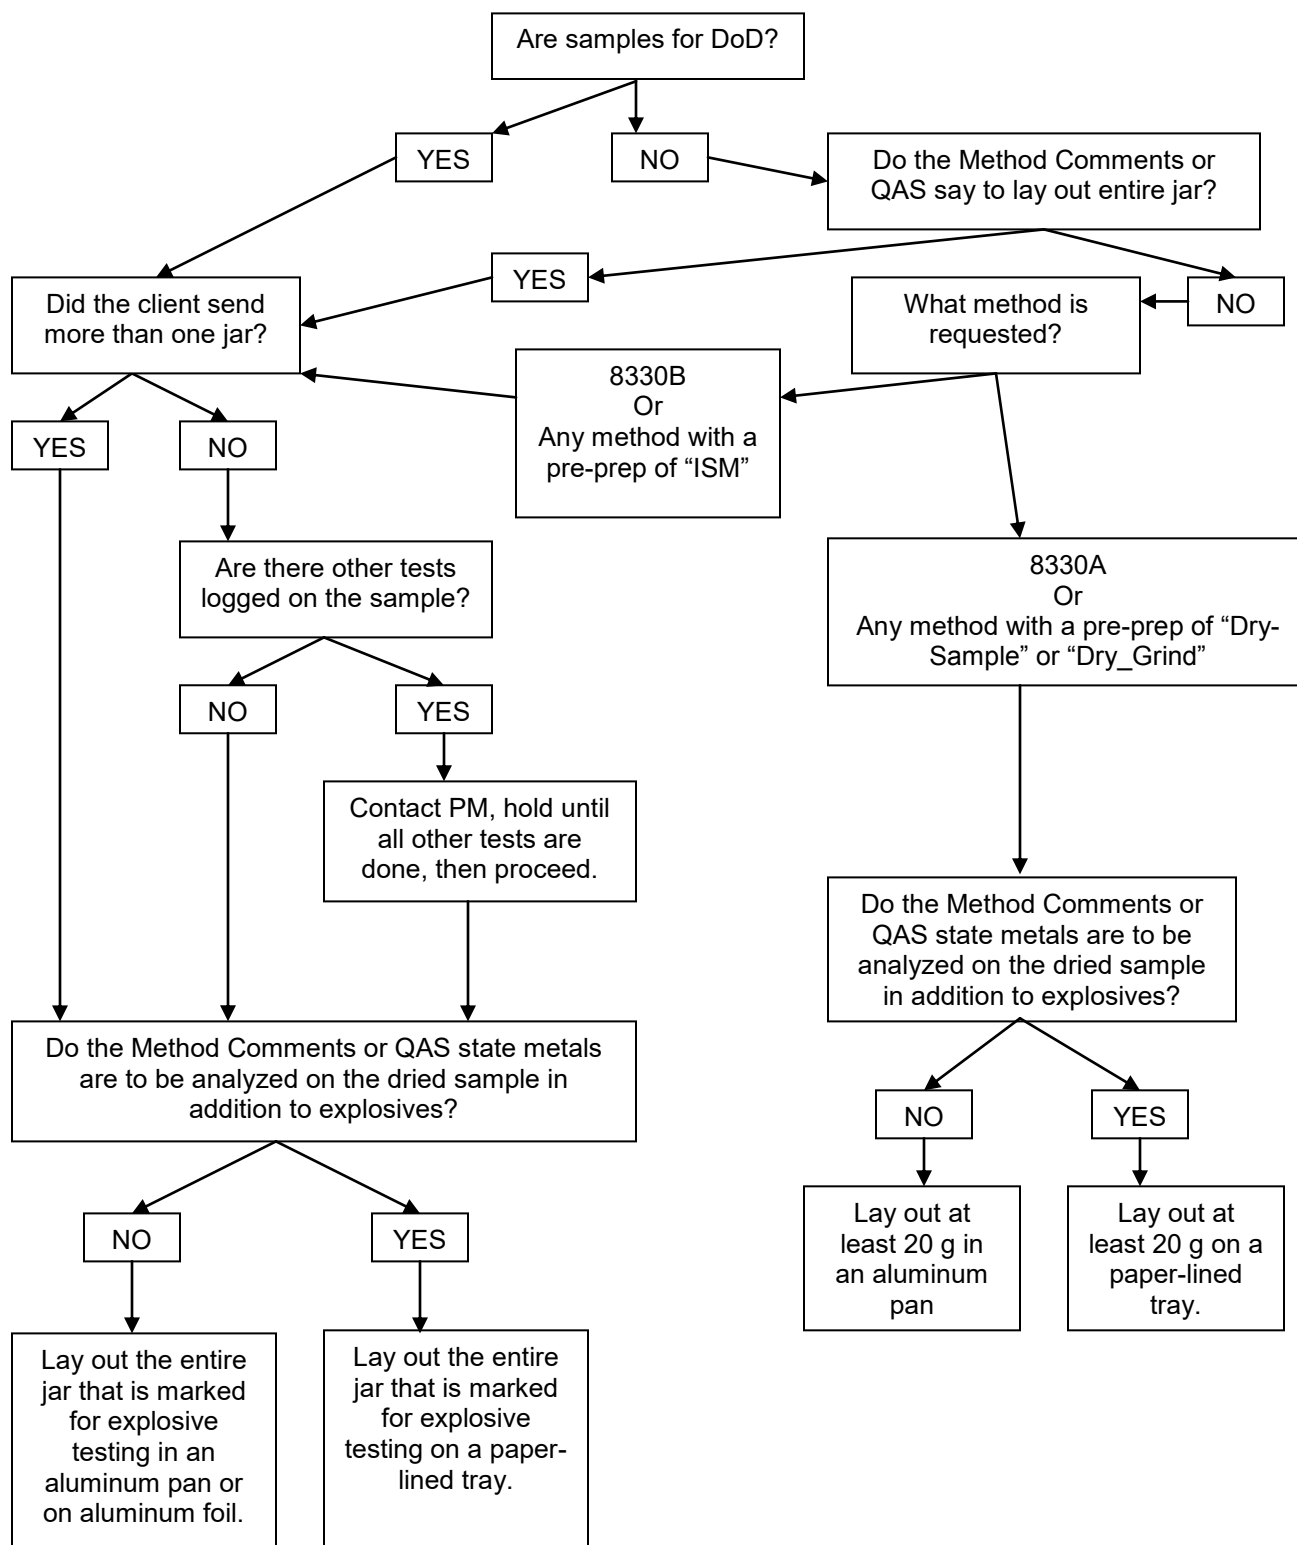 Are samples for DoD?
YES
NO
Do the Method Comments or
QAS say to lay out entire jar?
YES
NO
Did the client send
more than one jar?
What method is
requested?
8330B
Or
Any method with a
pre-prep of “ISM”
YES
NO
Are there other tests
logged on the sample?
8330A
Or
Any method with a pre-prep of “Dry-
Sample” or “Dry_Grind”
NO
YES
Contact PM, hold until
all other tests are
done, then proceed.
Do the Method Comments or
QAS state metals are to be
analyzed on the dried sample
in addition to explosives?
Do the Method Comments or QAS state metals
are to be analyzed on the dried sample in
addition to explosives?
NO
YES
Lay out at
least 20 g in
an aluminum
pan
Lay out at
least 20 g on a
paper-lined
tray.
NO
YES
Lay out the entire
jar that is marked
for explosive
testing in an
aluminum pan or
on aluminum foil.
Lay out the entire
jar that is marked
for explosive
testing on a paper-
lined tray.